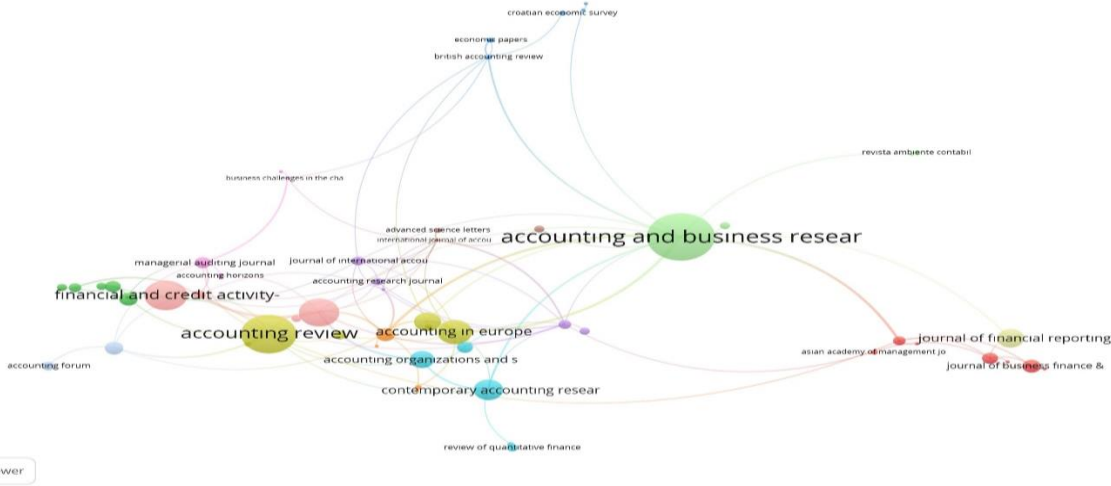 croatian economic survey
economic papers
british accounting review
revista ambiente contabil
business challenges in the cha
advanced science letters
international journal of accou
accounting and business resear
managerial auditing journal
journal of international accou
accounting horizons
accounting research journal
financial and credit activity-
accounting review
accounting in europe
journal of financial reporting
asian academy of management jo
accounting organizations and s
accounting forum
journal of business finance &
contemporary accounting resear
review of quantitative finance
wer